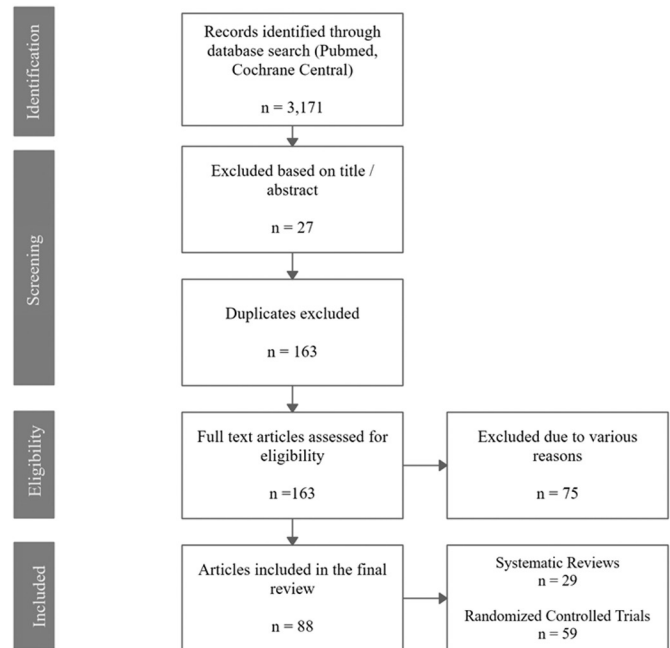 Identification
Records identified through
database search (Pubmed,
Cochrane Central)
n = 3,171
Screening
Excluded based on title /
abstract
n = 27
Duplicates excluded
n = 163
Eligibility
Full text articles assessed for
eligibility
n =163
Excluded due to various
reasons
n = 75
Included
Articles included in the final
review
n = 88
Systematic Reviews
n = 29
Randomized Controlled Trials
n = 59